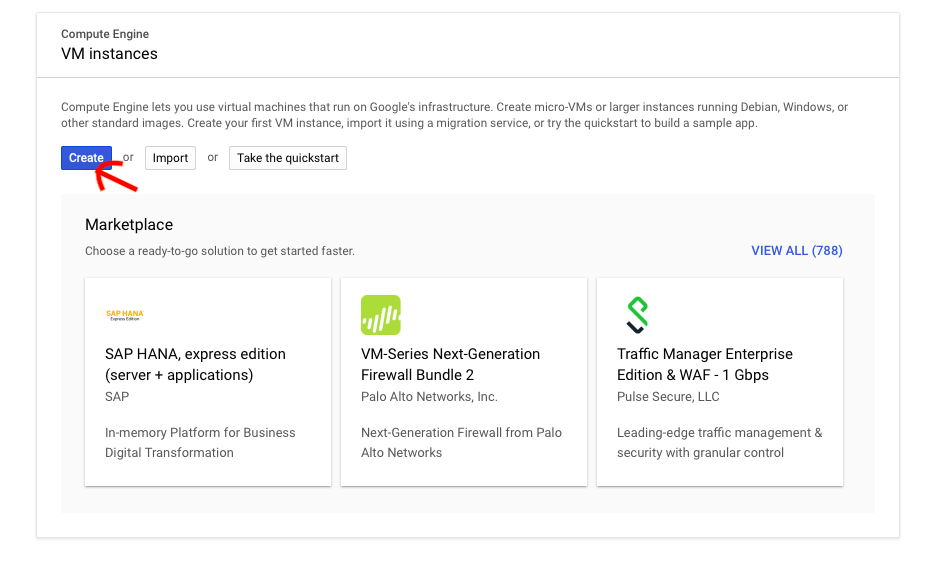 Compute Engine
VM instances
Compute Engine lets you use virtual machines that run on Google's infrastructure. Create micro-VMs or larger instances running Debian, Windows, or
other standard images. Create your first VM instance, import it using a migration service, or try the quickstart to build a sample app.
Create or Import or Take the quickstart
Marketplace
Choose a ready-to-go solution to get started faster.
VIEW ALL (788)
SAP HANA
Express Edition
SAP HANA, express edition
(server + applications)
SAP
In-memory Platform for Business
Digital Transformation
VM-Series Next-Generation
Firewall Bundle 2
Palo Alto Networks, Inc.
Next-Generation Firewall from Palo
Alto Networks
Traffic Manager Enterprise
Edition & WAF - 1 Gbps
Pulse Secure, LLC
Leading-edge traffic management &
security with granular control